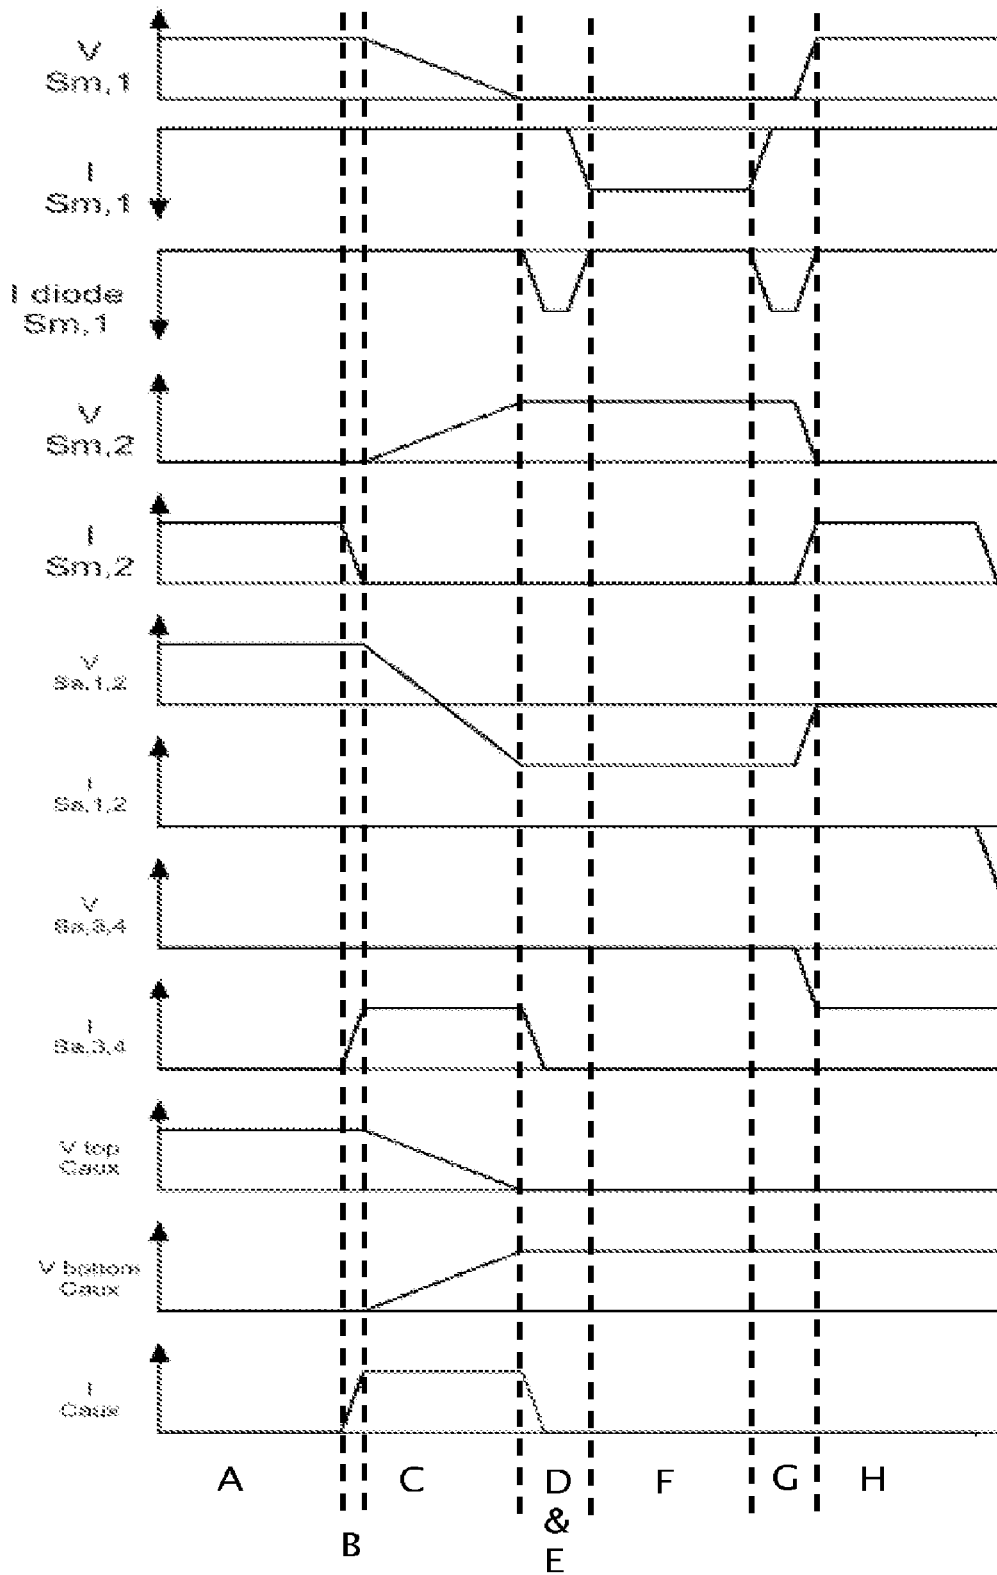 V
Sm,1
I
Sm,1
I diode
Sm,1
V
Sm,2
I
Sm,2
V
Sa,1,2
I
Sa,1,2
V
Sa,3,4
I
Sa,3,4
V top
Caux
V bottom
Caux
I
Caux
A
B
C
D
&
E
F
G
H